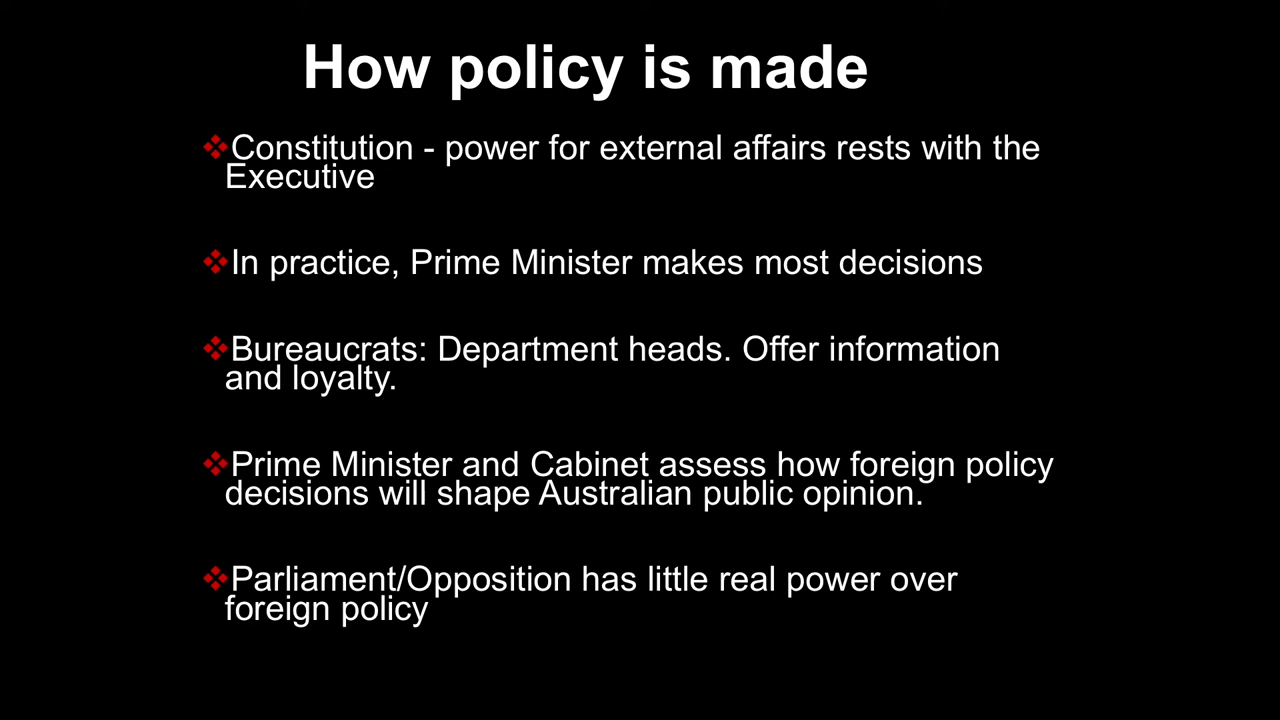 How policy is made
❖Constitution - power for external affairs rests with the
Executive
❖In practice, Prime Minister makes most decisions
❖Bureaucrats: Department heads. Offer information
and loyalty.
❖Prime Minister and Cabinet assess how foreign policy
decisions will shape Australian public opinion.
❖Parliament/Opposition has little real power over
foreign policy